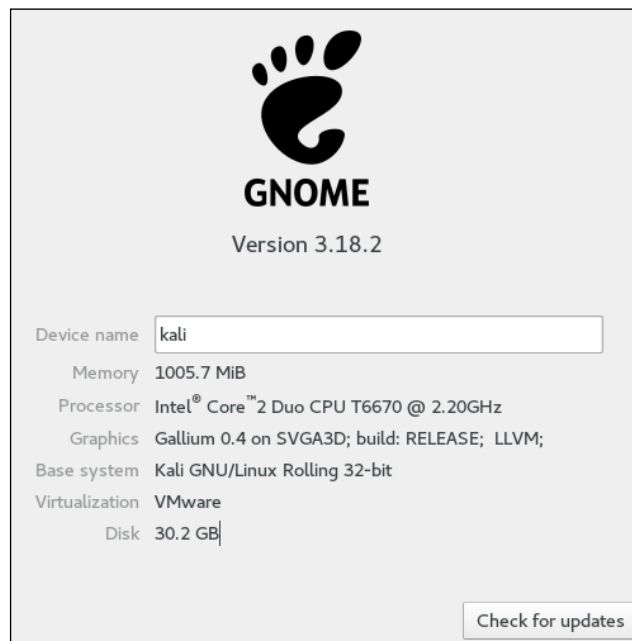 GNOME
Version 3.18.2
Device name kali
Memory 1005.7 MiB
Processor Intel® Core™2 Duo CPU T6670 @ 2.20GHz
Graphics Gallium 0.4 on SVGA3D; build: RELEASE; LLVM;
Base system Kali GNU/Linux Rolling 32-bit
Virtualization VMware
Disk 30.2 GB
Check for updates